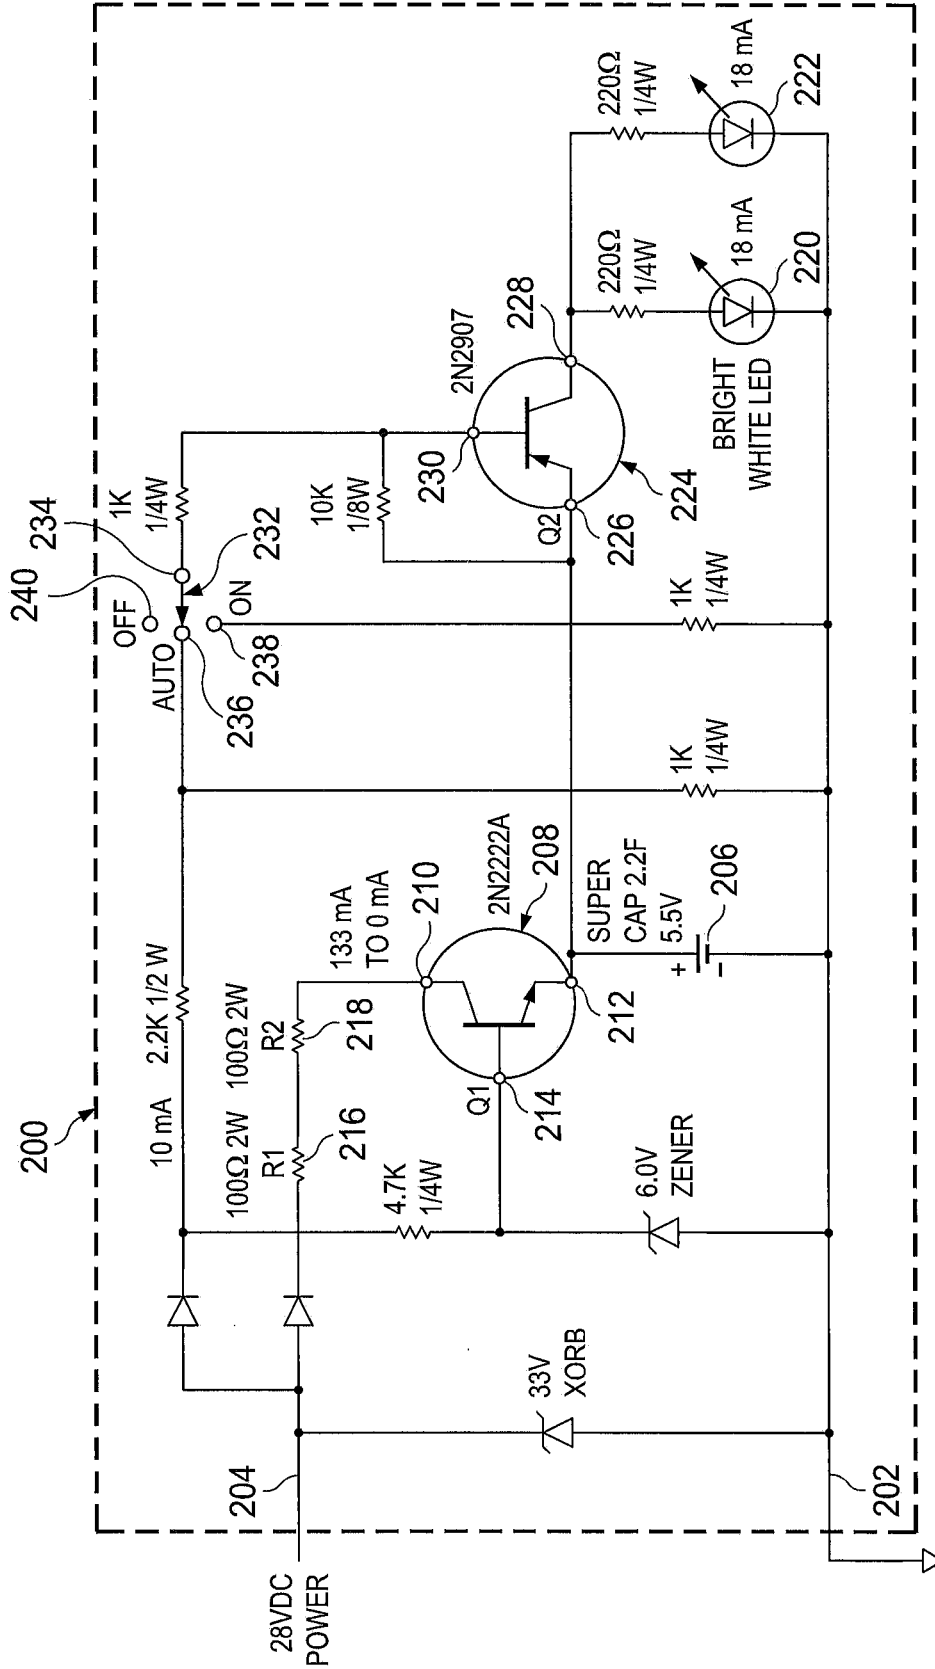 200
240
234
OFF
AUTO
ON
236
238
232
1K
1/4W
10 mA
2.2K 1/2 W
100Ω 2W
R1
216
100Ω 2W
R2
218
133 mA
TO 0 mA
210
4.7K
1/4W
Q1
214
2N2222A
208
212
10K
1/8W
230
2N2907
Q2
226
224
228
220Ω
1/4W
220Ω
1/4W
18 mA
220
18 mA
222
BRIGHT
WHITE LED
SUPER
CAP 2.2F
5.5V
+
−
206
1K
1/4W
1K
1/4W
6.0V
ZENER
33V
XORB
28VDC
POWER
204
202